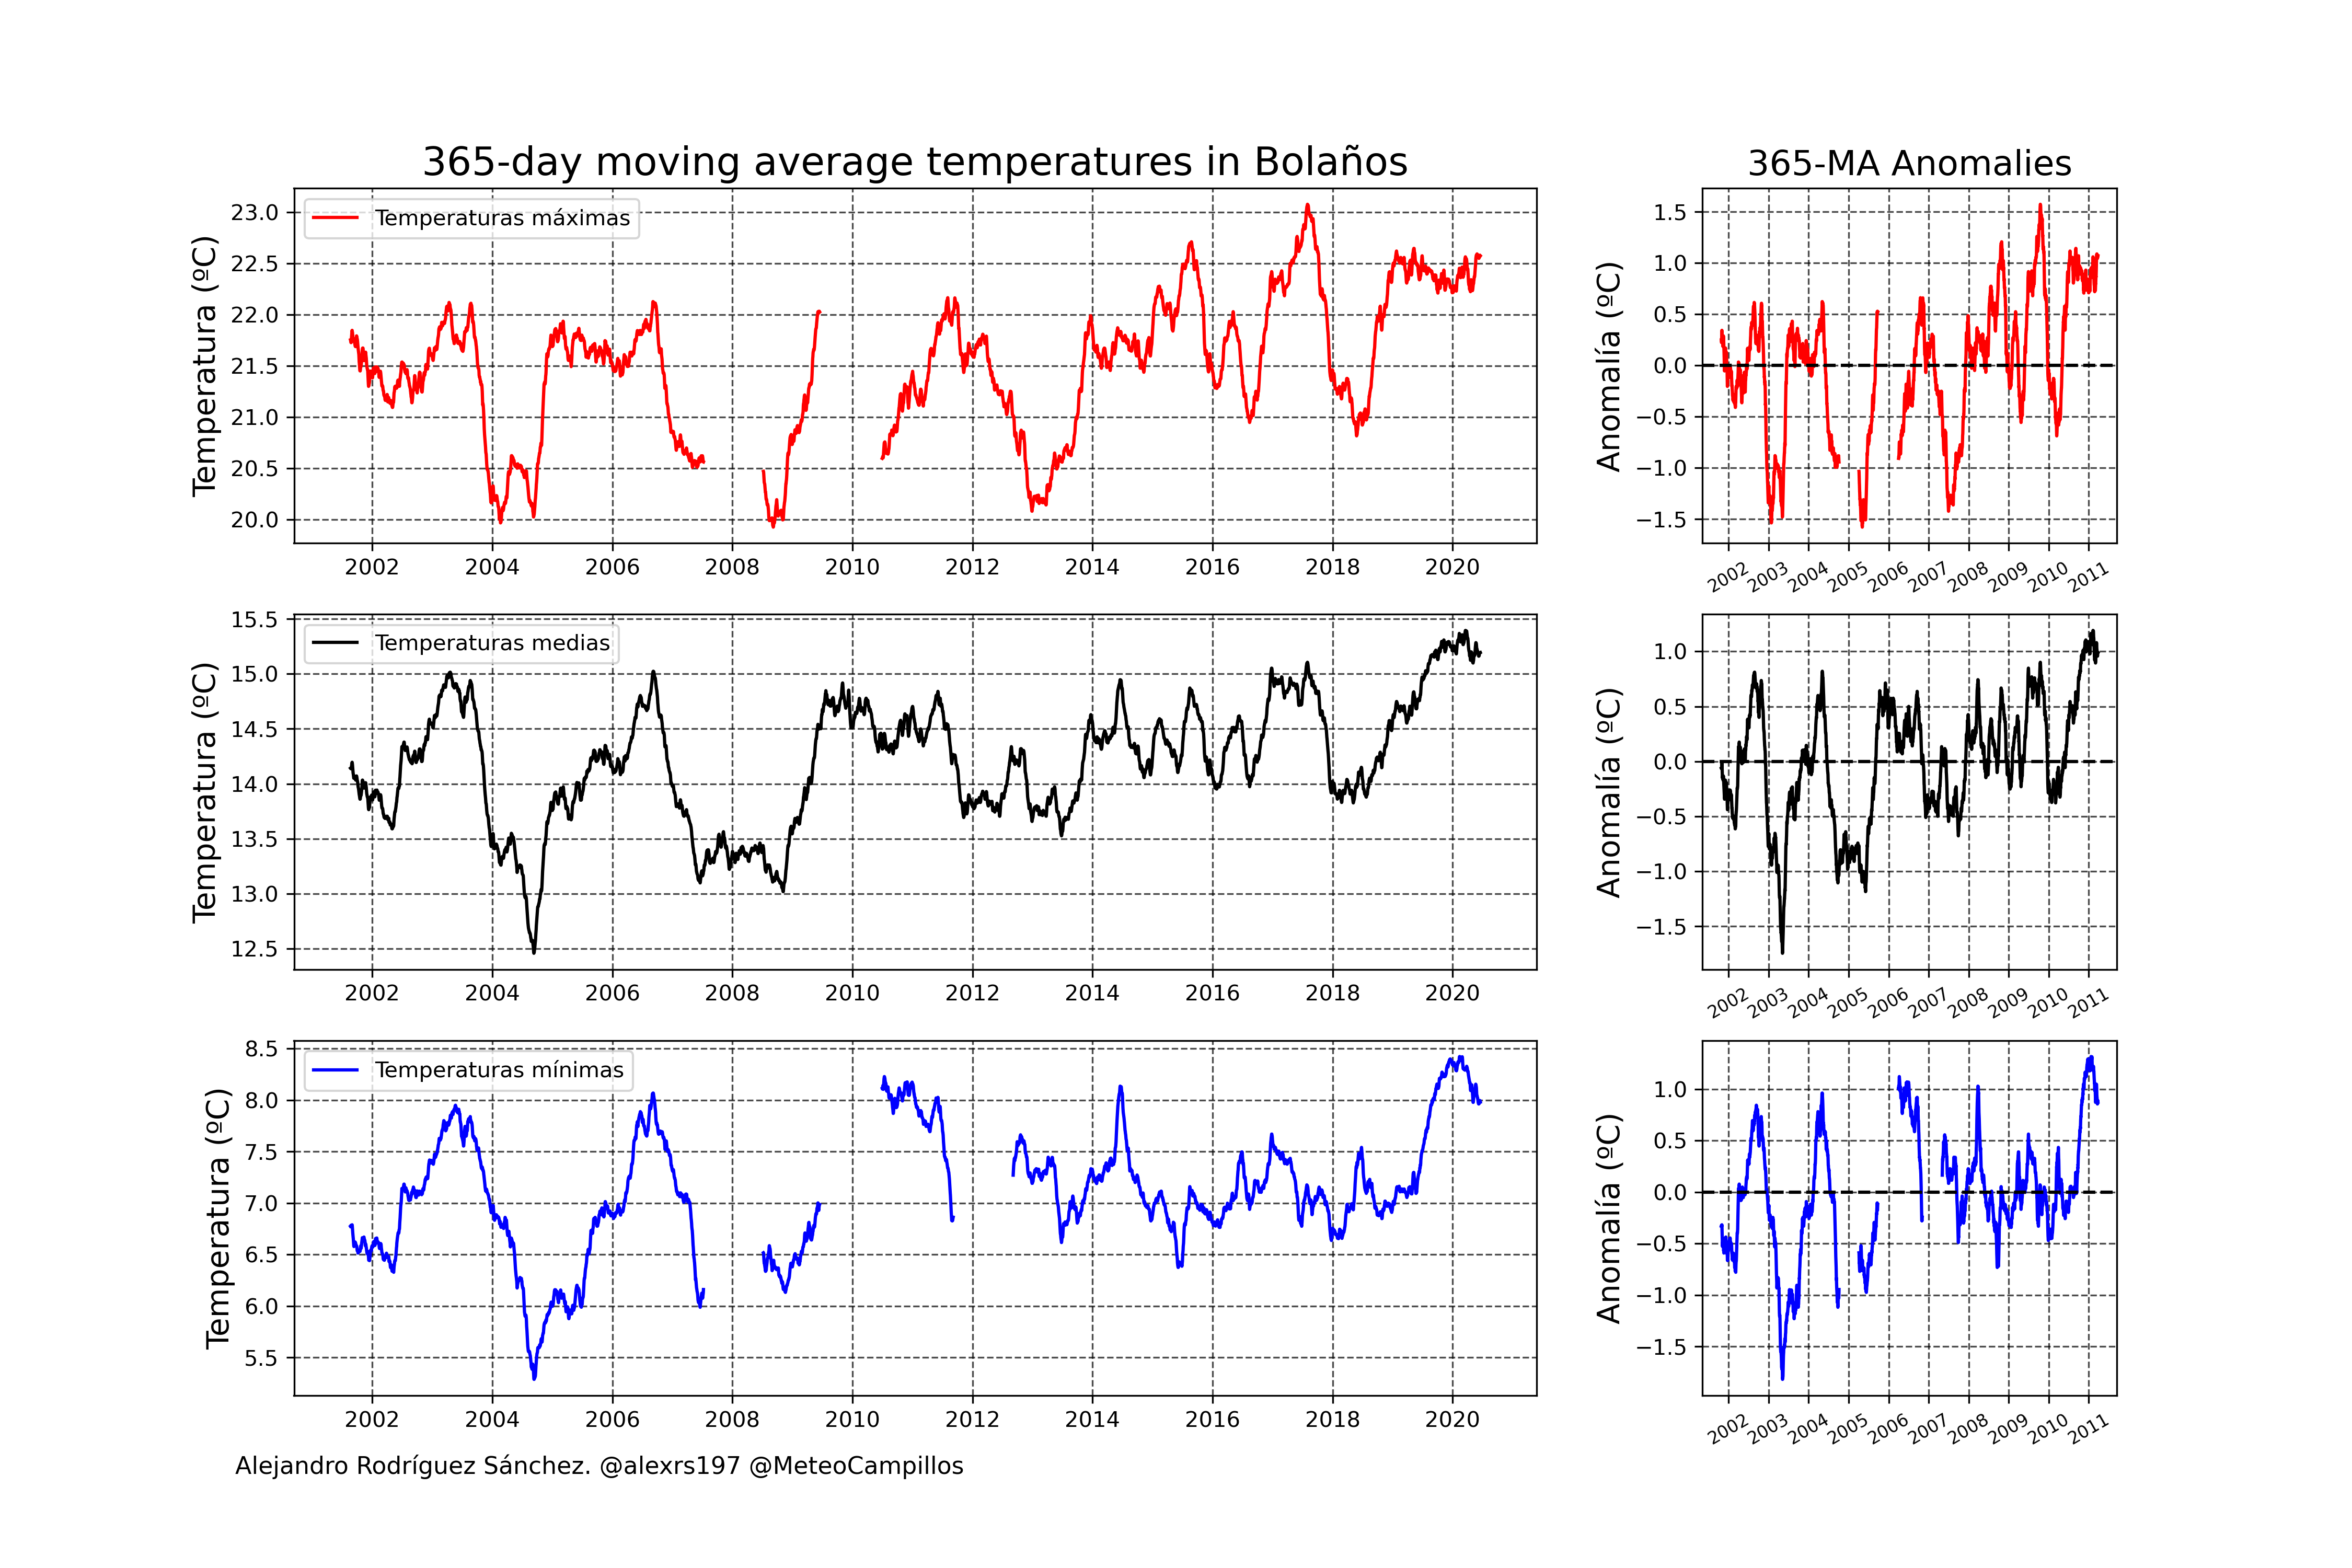 365-day moving average temperatures in Bolaños
365-MA Anomalies
Temperatura (ºC)
23.0
22.5
22.0
21.5
21.0
20.5
20.0
Temperaturas máximas
2002 2004 2006 2008 2010 2012 2014 2016 2018 2020
Anomalía (ºC)
1.5
1.0
0.5
0.0
−0.5
−1.0
−1.5
2002 2003 2004 2005 2006 2007 2008 2009 2010 2011
Temperatura (ºC)
15.5
15.0
14.5
14.0
13.5
13.0
12.5
Temperaturas medias
2002 2004 2006 2008 2010 2012 2014 2016 2018 2020
Anomalía (ºC)
1.0
0.5
0.0
−0.5
−1.0
−1.5
2002 2003 2004 2005 2006 2007 2008 2009 2010 2011
Temperatura (ºC)
8.5
8.0
7.5
7.0
6.5
6.0
5.5
Temperaturas mínimas
2002 2004 2006 2008 2010 2012 2014 2016 2018 2020
Anomalía (ºC)
1.0
0.5
0.0
−0.5
−1.0
−1.5
2002 2003 2004 2005 2006 2007 2008 2009 2010 2011
Alejandro Rodríguez Sánchez. @alexrs197 @MeteoCampillos